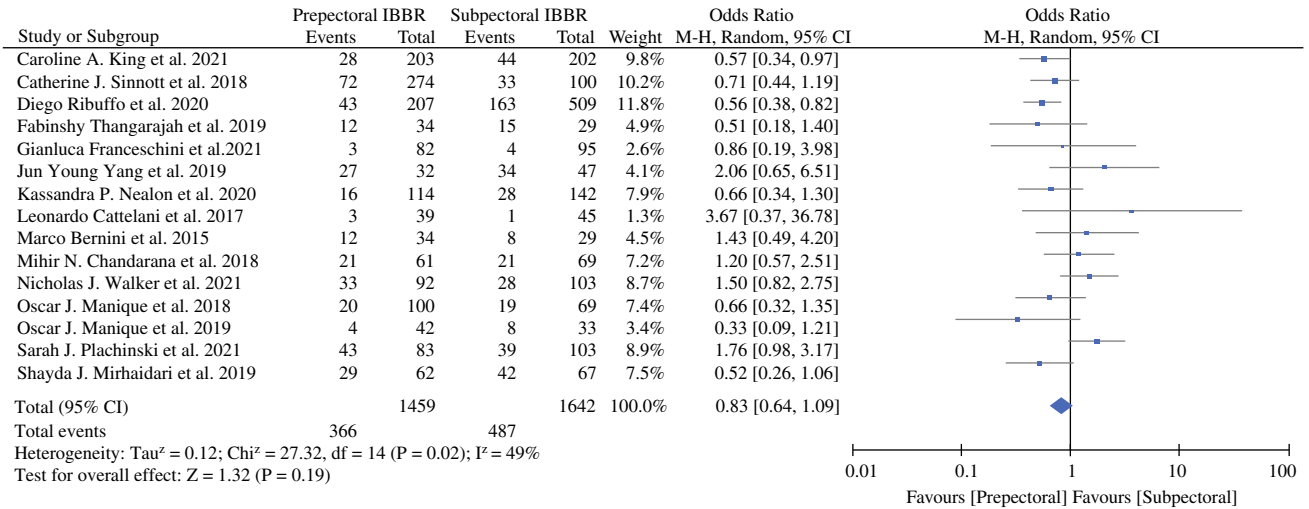 Prepectoral IBBR Subpectoral IBBR Odds Ratio Odds Ratio
Study or Subgroup Events Total Events Total Weight M-H, Random, 95% CI M-H, Random, 95% CI
Caroline A. King et al. 2021 28 203 44 202 9.8% 0.57 [0.34, 0.97]
Catherine J. Sinnott et al. 2018 72 274 33 100 10.2% 0.71 [0.44, 1.19]
Diego Ribuffo et al. 2020 43 207 163 509 11.8% 0.56 [0.38, 0.82]
Fabinshy Thangarajah et al. 2019 12 34 15 29 4.9% 0.51 [0.18, 1.40]
Gianluca Franceschini et al.2021 3 82 4 95 2.6% 0.86 [0.19, 3.98]
Jun Young Yang et al. 2019 27 32 34 47 4.1% 2.06 [0.65, 6.51]
Kassandra P. Nealon et al. 2020 16 114 28 142 7.9% 0.66 [0.34, 1.30]
Leonardo Cattelani et al. 2017 3 39 1 45 1.3% 3.67 [0.37, 36.78]
Marco Bernini et al. 2015 12 34 8 29 4.5% 1.43 [0.49, 4.20]
Mihir N. Chandarana et al. 2018 21 61 21 69 7.2% 1.20 [0.57, 2.51]
Nicholas J. Walker et al. 2021 33 92 28 103 8.7% 1.50 [0.82, 2.75]
Oscar J. Manique et al. 2018 20 100 19 69 7.4% 0.66 [0.32, 1.35]
Oscar J. Manique et al. 2019 4 42 8 33 3.4% 0.33 [0.09, 1.21]
Sarah J. Plachinski et al. 2021 43 83 39 103 8.9% 1.76 [0.98, 3.17]
Shayda J. Mirhaidari et al. 2019 29 62 42 67 7.5% 0.52 [0.26, 1.06]
Total (95% CI) 1459 1642 100.0% 0.83 [0.64, 1.09]
Total events 366 487
Heterogeneity: Tauᶻ = 0.12; Chiᶻ = 27.32, df = 14 (P = 0.02); Iᶻ = 49%
Test for overall effect: Z = 1.32 (P = 0.19)
0.01 0.1 1 10 100
Favours [Prepectoral] Favours [Subpectoral]